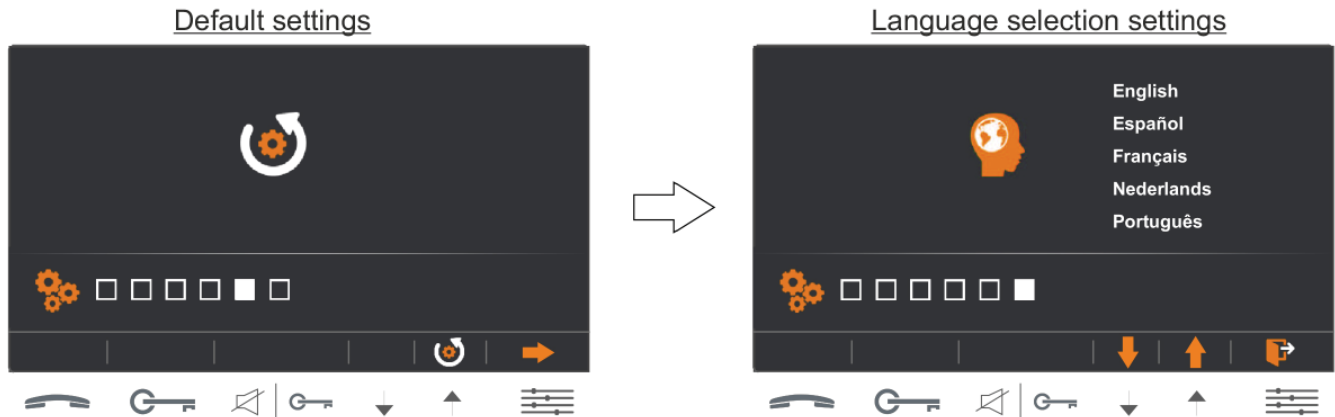 Default settings
Language selection settings
English
Español
Français
Nederlands
Português